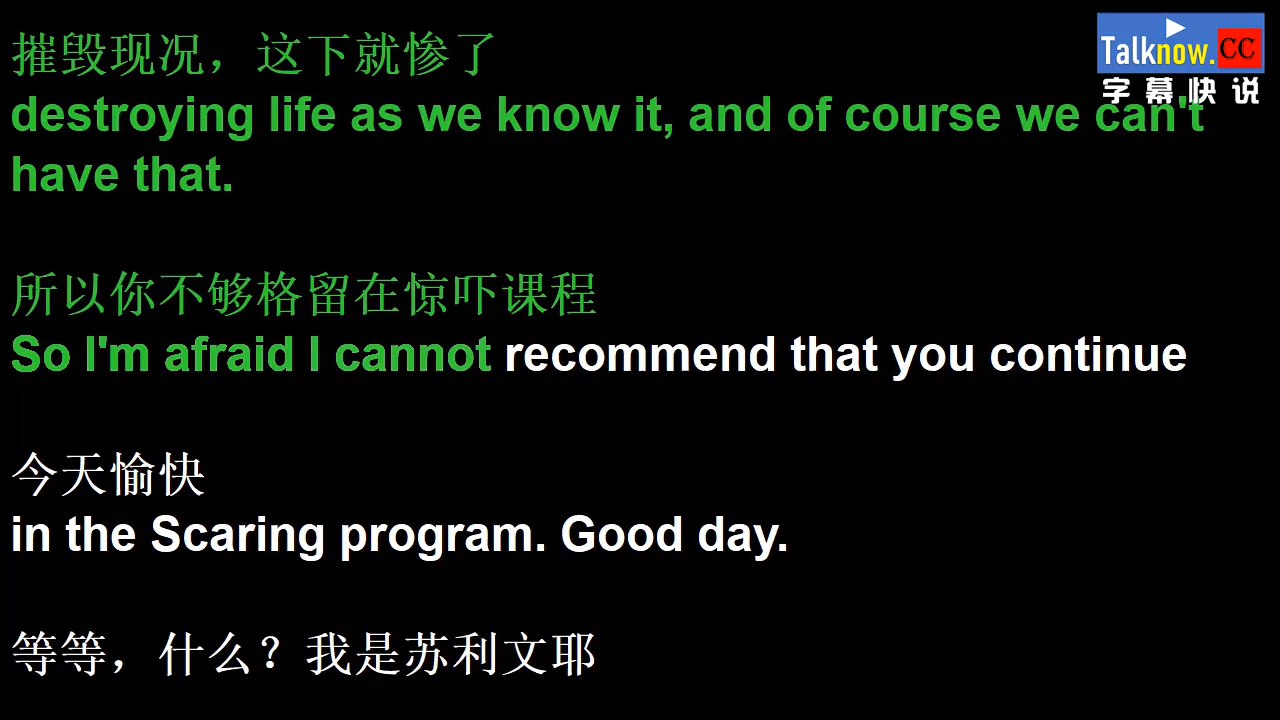 摧毁现况，这下就惨了
destroying life as we know it, and of course we can't
have that.
所以你不够格留在惊吓课程
So I'm afraid I cannot recommend that you continue
今天愉快
in the Scaring program. Good day.
等等，什么？我是苏利文耶
Talknow.CC
字幕快说